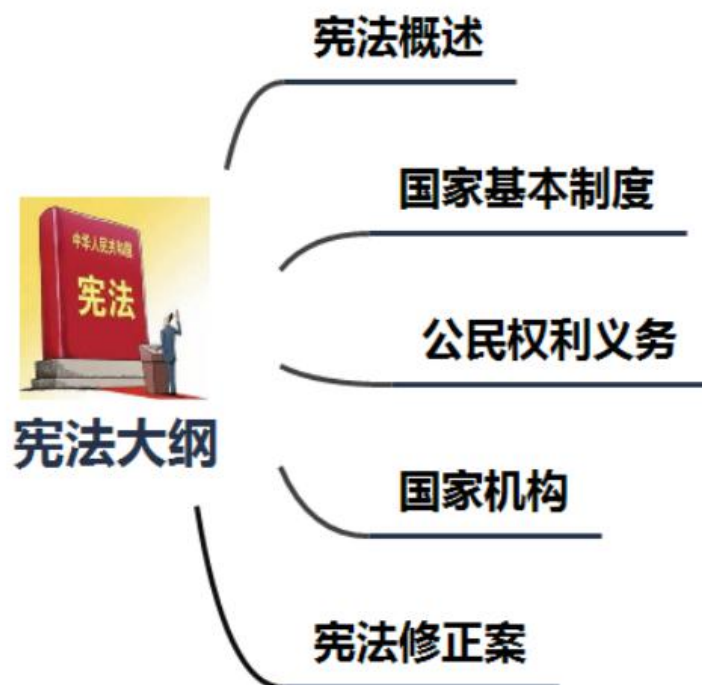 宪法概述
国家基本制度
中华人民共和国
宪法
公民权利义务
宪法大纲
国家机构
宪法修正案